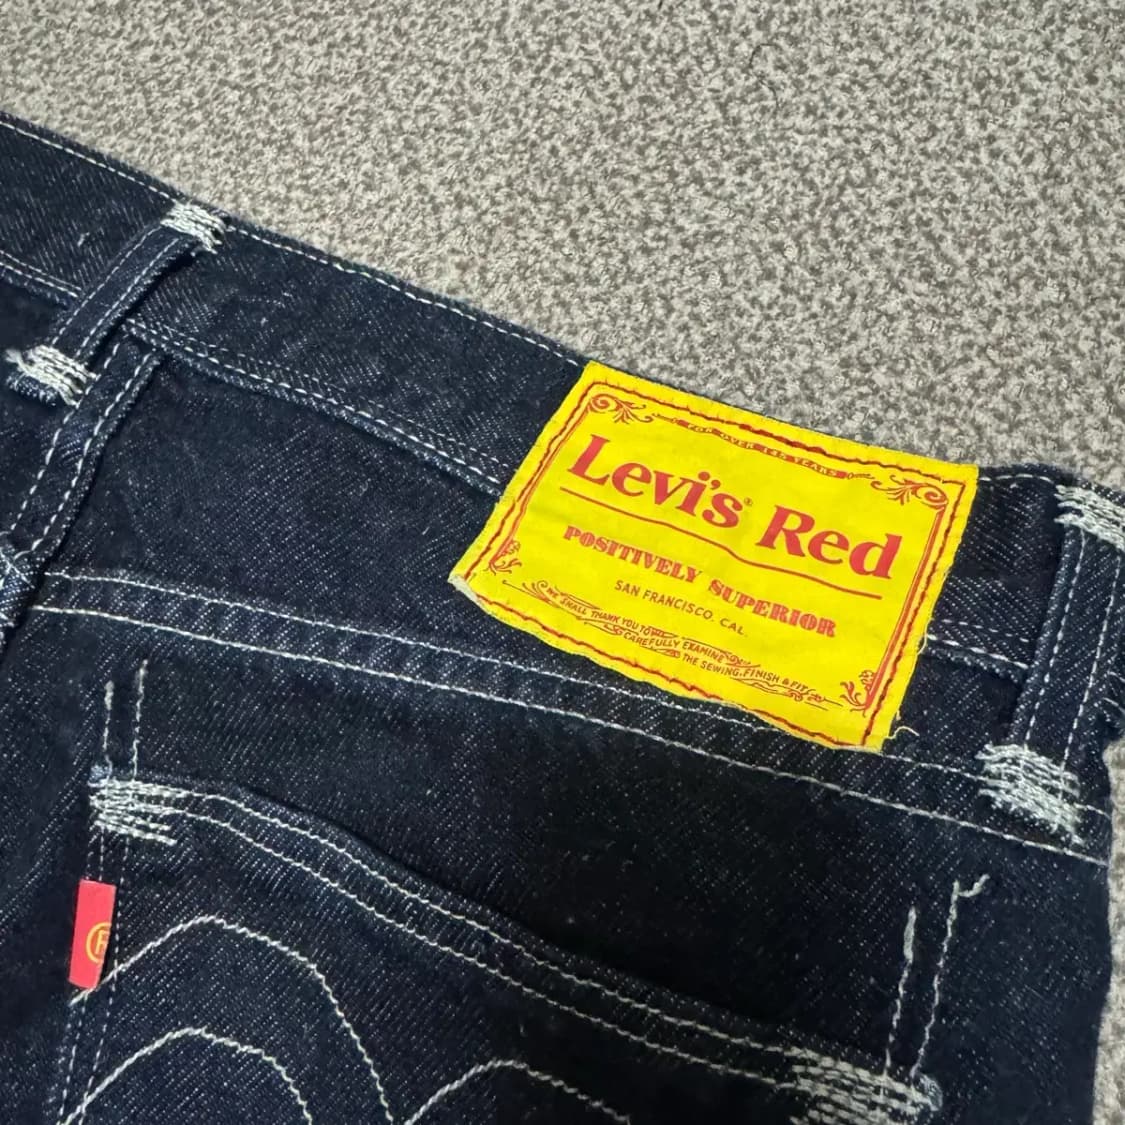 FOR OVER 145 YEARS
Levi's® Red
POSITIVELY SUPERIOR
SAN FRANCISCO, CAL.
WE SHALL THANK YOU TO
CAREFULLY EXAMINE
THE SEWING, FINISH & FIT
®